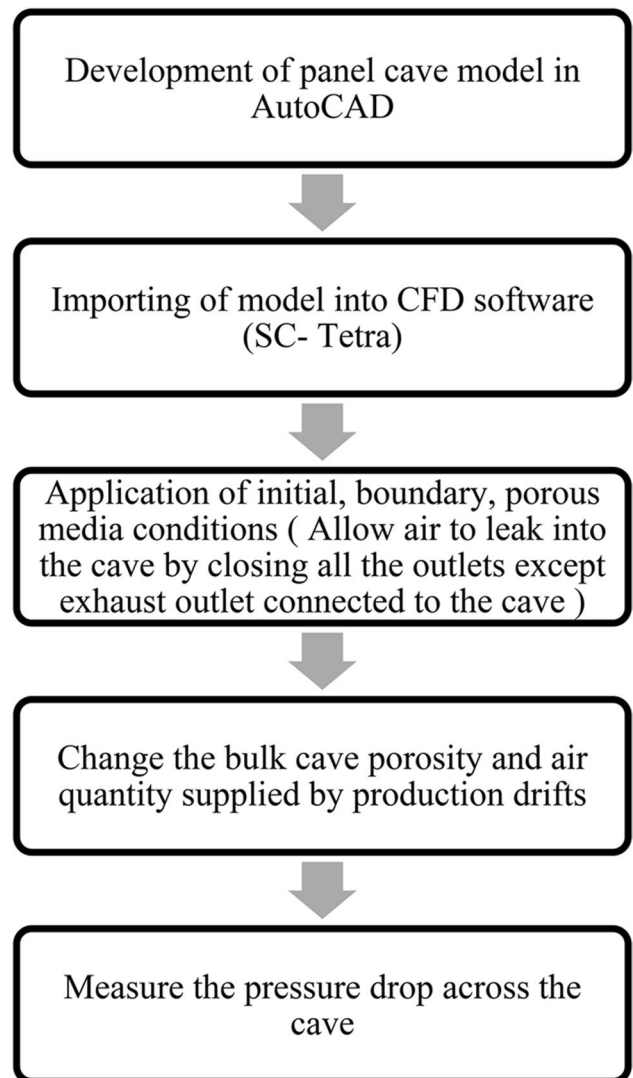 Development of panel cave model in
AutoCAD
Importing of model into CFD software
(SC- Tetra)
Application of initial, boundary, porous
media conditions ( Allow air to leak into
the cave by closing all the outlets except
exhaust outlet connected to the cave )
Change the bulk cave porosity and air
quantity supplied by production drifts
Measure the pressure drop across the
cave